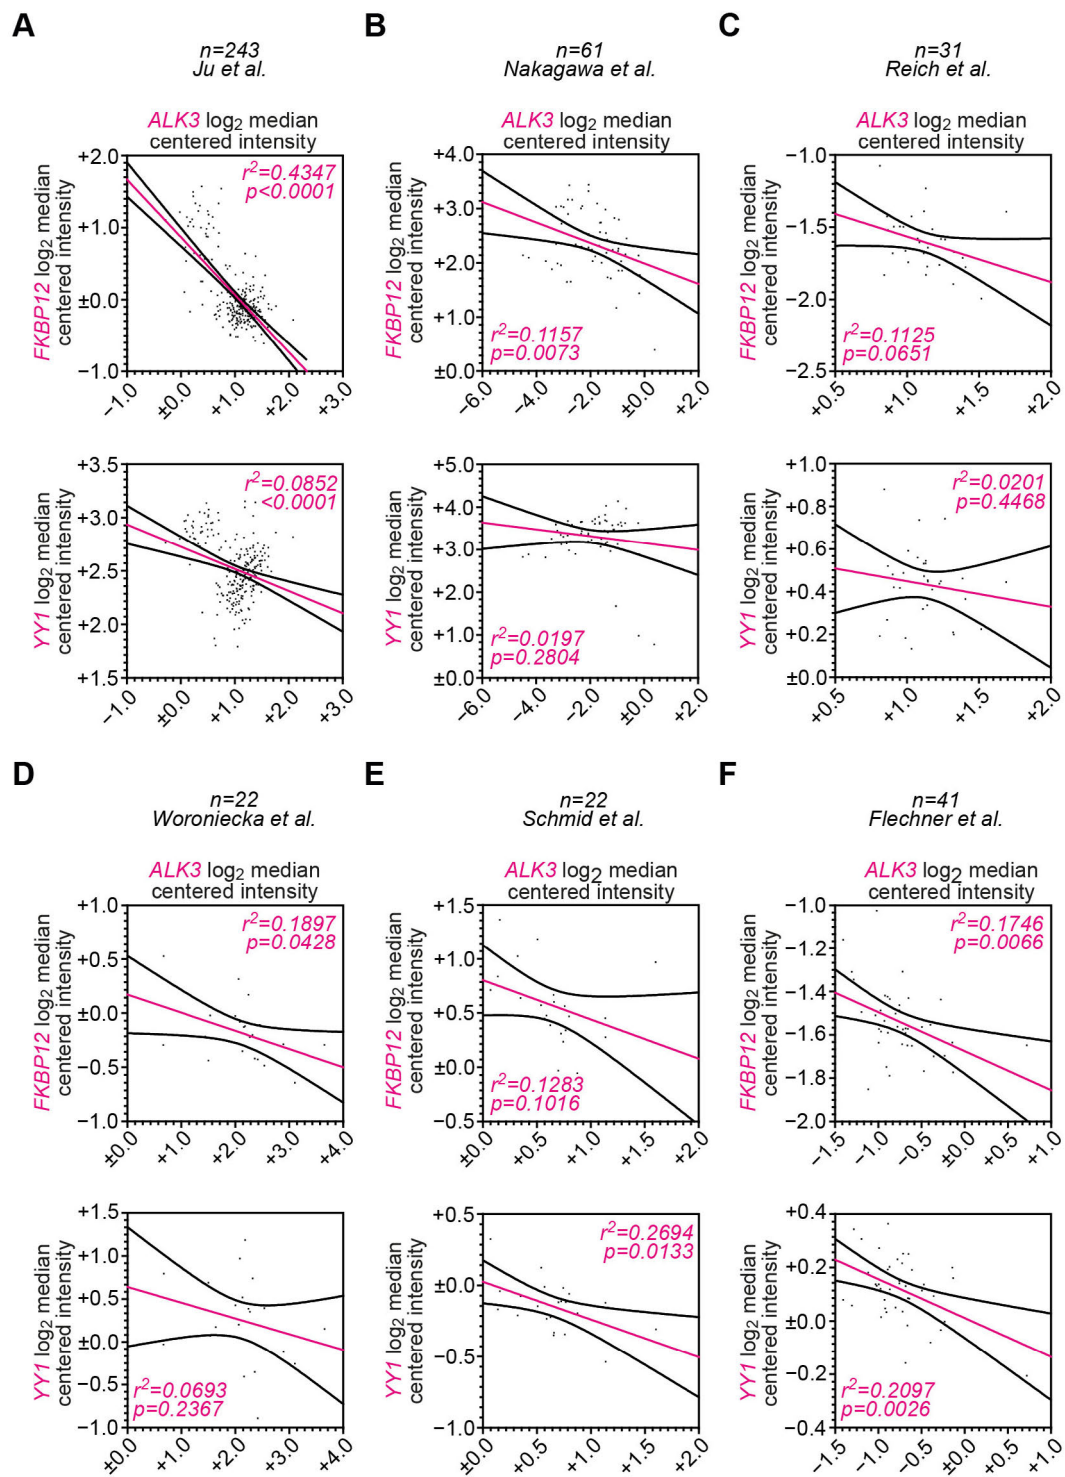 A
n=243
Ju et al.
ALK3 log2 median
centered intensity
FKBP12 log2 median
centered intensity
+2.0
+1.0
±0.0
−1.0
r2=0.4347
p<0.0001
−1.0
±0.0
+1.0
+2.0
+3.0
YY1 log2 median
centered intensity
+3.5
+3.0
+2.5
+2.0
+1.5
r2=0.0852
<0.0001
−1.0
±0.0
+1.0
+2.0
+3.0
B
n=61
Nakagawa et al.
ALK3 log2 median
centered intensity
FKBP12 log2 median
centered intensity
+4.0
+3.0
+2.0
+1.0
±0.0
r2=0.1157
p=0.0073
−6.0
−4.0
−2.0
±0.0
+2.0
YY1 log2 median
centered intensity
+5.0
+4.0
+3.0
+2.0
+1.0
±0.0
r2=0.0197
p=0.2804
−6.0
−4.0
−2.0
±0.0
+2.0
C
n=31
Reich et al.
ALK3 log2 median
centered intensity
FKBP12 log2 median
centered intensity
−1.0
−1.5
−2.0
−2.5
r2=0.1125
p=0.0651
+0.5
+1.0
+1.5
+2.0
YY1 log2 median
centered intensity
+1.0
+0.8
+0.6
+0.4
+0.2
±0.0
r2=0.0201
p=0.4468
+0.5
+1.0
+1.5
+2.0
D
n=22
Woroniecka et al.
ALK3 log2 median
centered intensity
FKBP12 log2 median
centered intensity
+1.0
+0.5
±0.0
−0.5
−1.0
r2=0.1897
p=0.0428
±0.0
+1.0
+2.0
+3.0
+4.0
YY1 log2 median
centered intensity
+1.5
+1.0
+0.5
±0.0
−0.5
−1.0
r2=0.0693
p=0.2367
±0.0
+1.0
+2.0
+3.0
+4.0
E
n=22
Schmid et al.
ALK3 log2 median
centered intensity
FKBP12 log2 median
centered intensity
+1.5
+1.0
+0.5
±0.0
−0.5
r2=0.1283
p=0.1016
±0.0
+0.5
+1.0
+1.5
+2.0
YY1 log2 median
centered intensity
+0.5
±0.0
−0.5
−1.0
r2=0.2694
p=0.0133
±0.0
+0.5
+1.0
+1.5
+2.0
F
n=41
Flechner et al.
ALK3 log2 median
centered intensity
FKBP12 log2 median
centered intensity
−1.0
−1.2
−1.4
−1.6
−1.8
−2.0
r2=0.1746
p=0.0066
−1.5
−1.0
−0.5
±0.0
+0.5
+1.0
YY1 log2 median
centered intensity
+0.4
+0.2
±0.0
−0.2
−0.4
r2=0.2097
p=0.0026
−1.5
−1.0
−0.5
±0.0
+0.5
+1.0